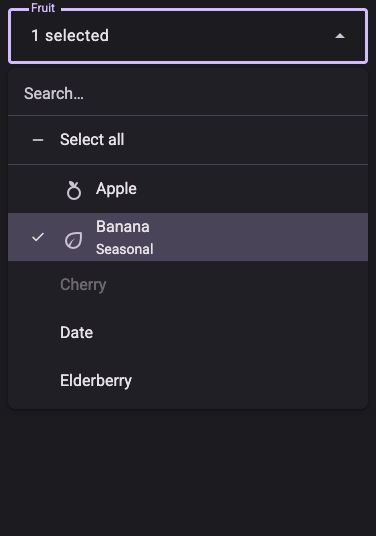 Fruit
1 selected
Search…
Select all
Apple
Banana
Seasonal
Cherry
Date
Elderberry